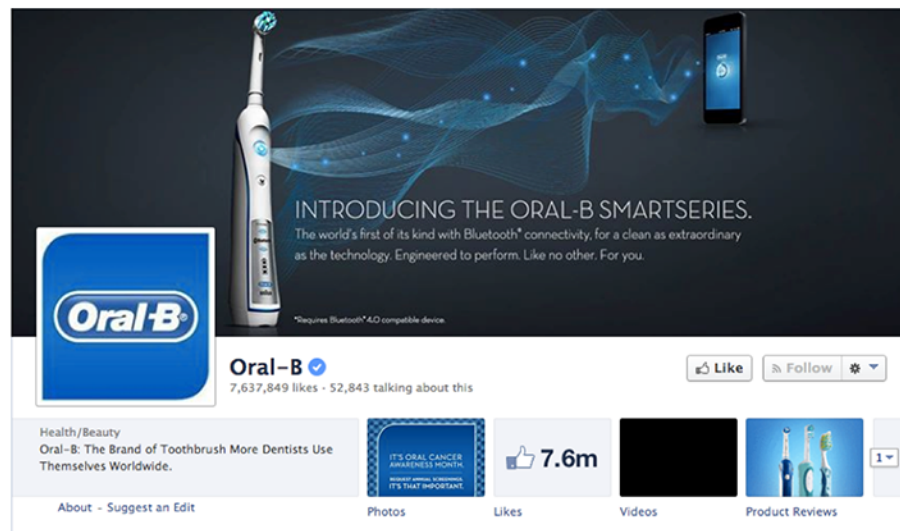 INTRODUCING THE ORAL-B SMARTSERIES.
The world's first of its kind with Bluetooth® connectivity, for a clean as extraordinary
as the technology. Engineered to perform. Like no other. For you.
*Requires Bluetooth® 4.0 compatible device.
Oral-B®
Oral-B
7,637,849 likes · 52,843 talking about this
Like
Follow
Health/Beauty
Oral-B: The Brand of Toothbrush More Dentists Use
Themselves Worldwide.
About - Suggest an Edit
IT'S ORAL CANCER
AWARENESS MONTH.
REQUEST ANNUAL SCREENINGS.
IT'S THAT IMPORTANT.
Photos
7.6m
Likes
Videos
Product Reviews
1